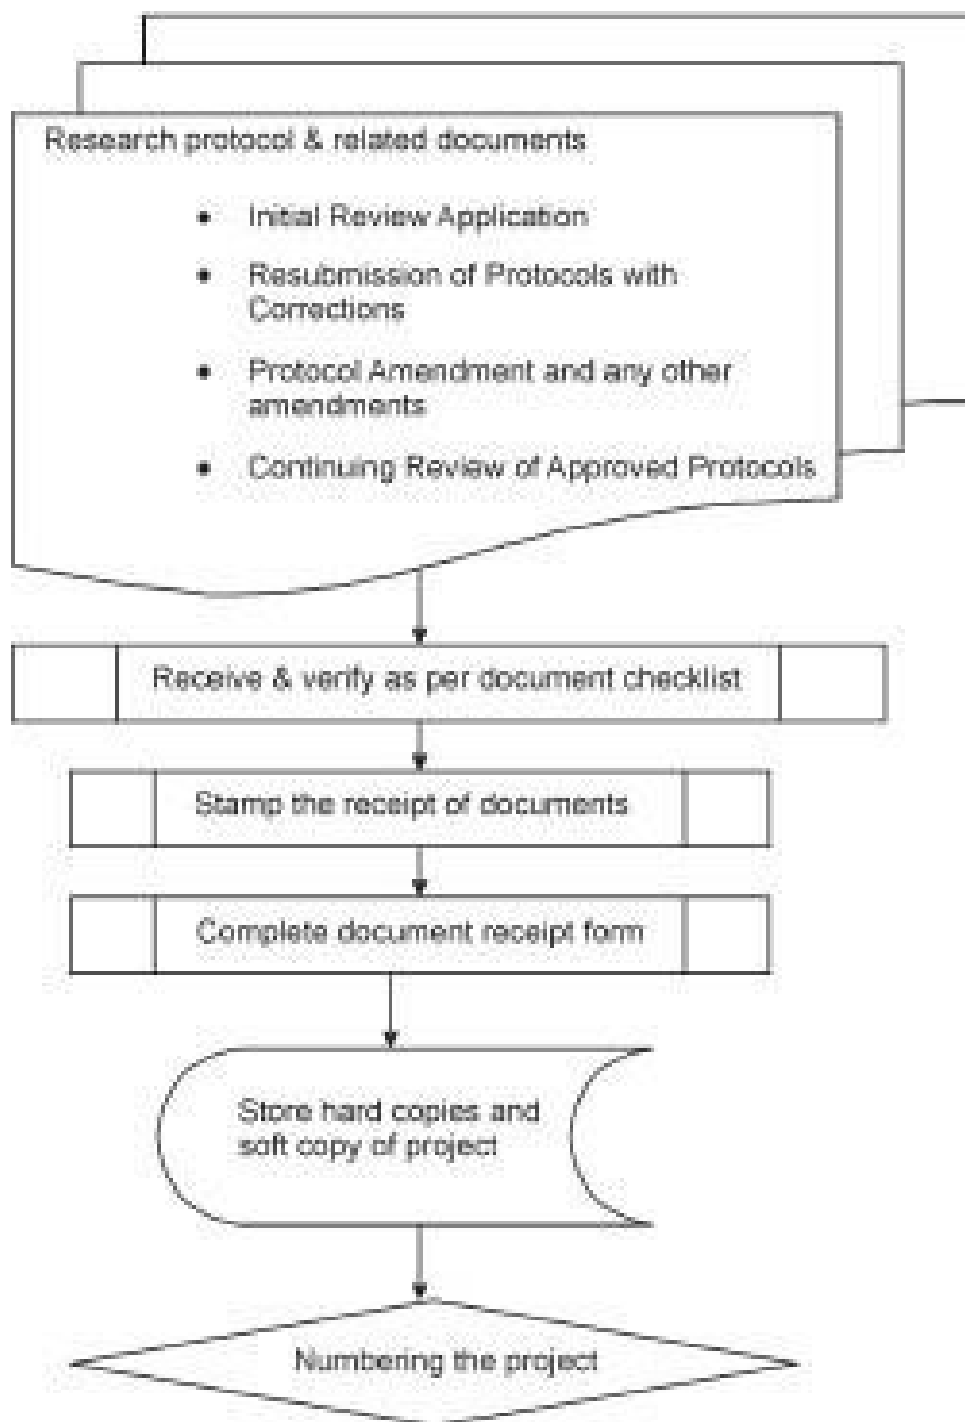 Research protocol & related documents
• Initial Review Application
• Resubmission of Protocols with
Corrections
• Protocol Amendment and any other
amendments
• Continuing Review of Approved Protocols
Receive & verify as per document checklist
Stamp the receipt of documents
Complete document receipt form
Store hard copies and
soft copy of project
Numbering the project